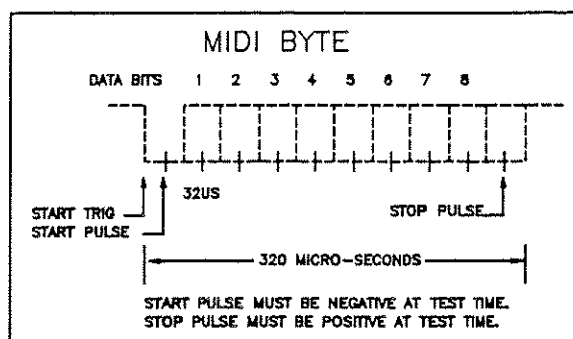 MIDI BYTE
DATA BITS 1 2 3 4 5 6 7 8
32US
START TRIG
START PULSE
STOP PULSE
320 MICRO-SECONDS
START PULSE MUST BE NEGATIVE AT TEST TIME.
STOP PULSE MUST BE POSITIVE AT TEST TIME.